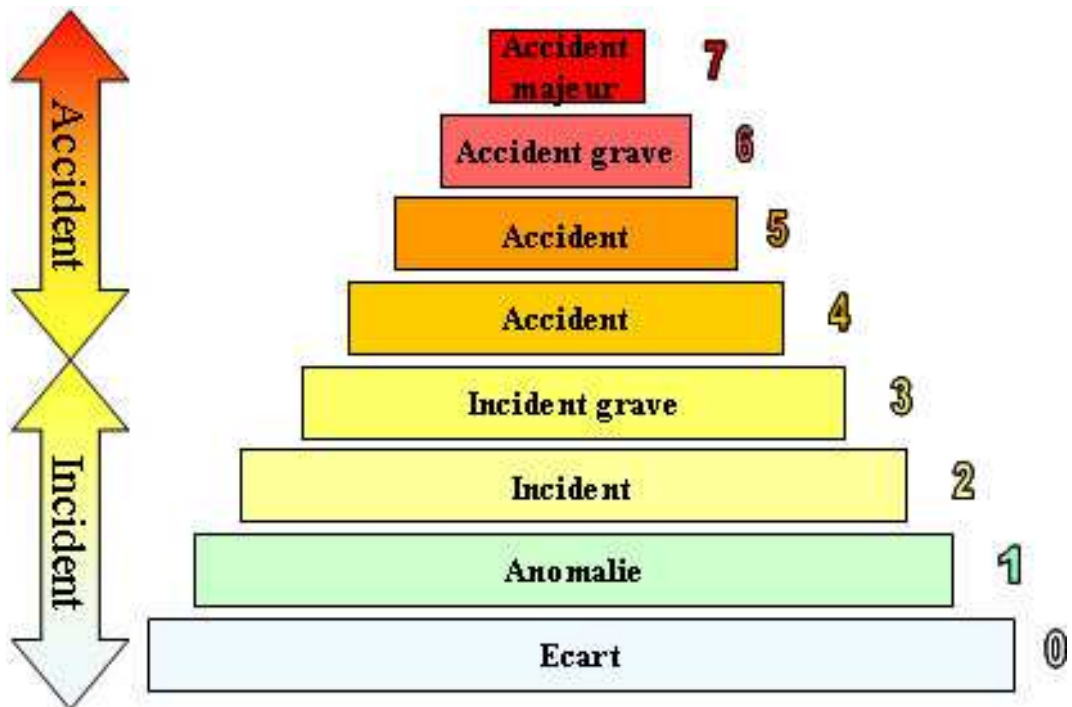 Accident
majeur
7
Accident grave
6
Accident
5
Accident
4
Incident grave
3
Incident
2
Anomalie
1
Ecart
0
Accident
Incident